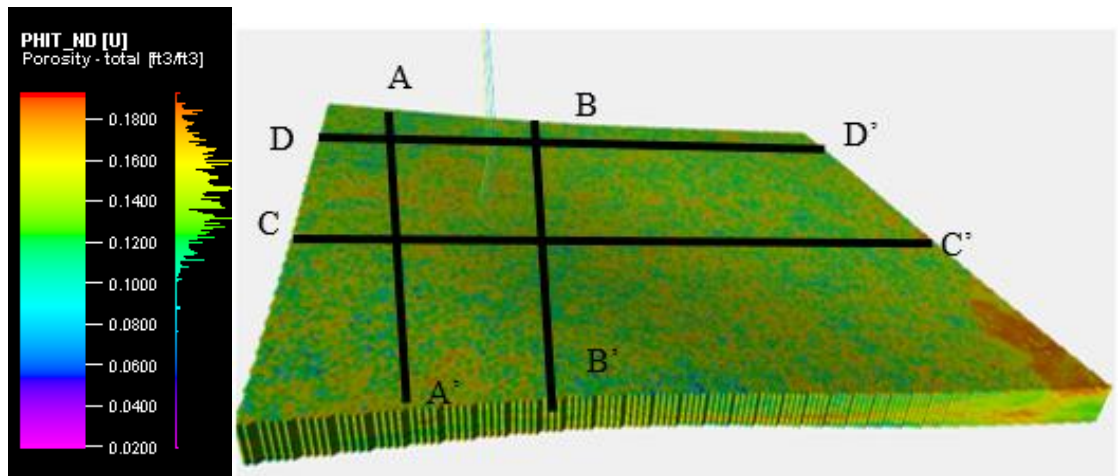 PHIT_ND [U]
Porosity - total [ft3/ft3]
0.1800
0.1600
0.1400
0.1200
0.1000
0.0800
0.0600
0.0400
0.0200
A
B
D
D'
C
C'
B'
A'